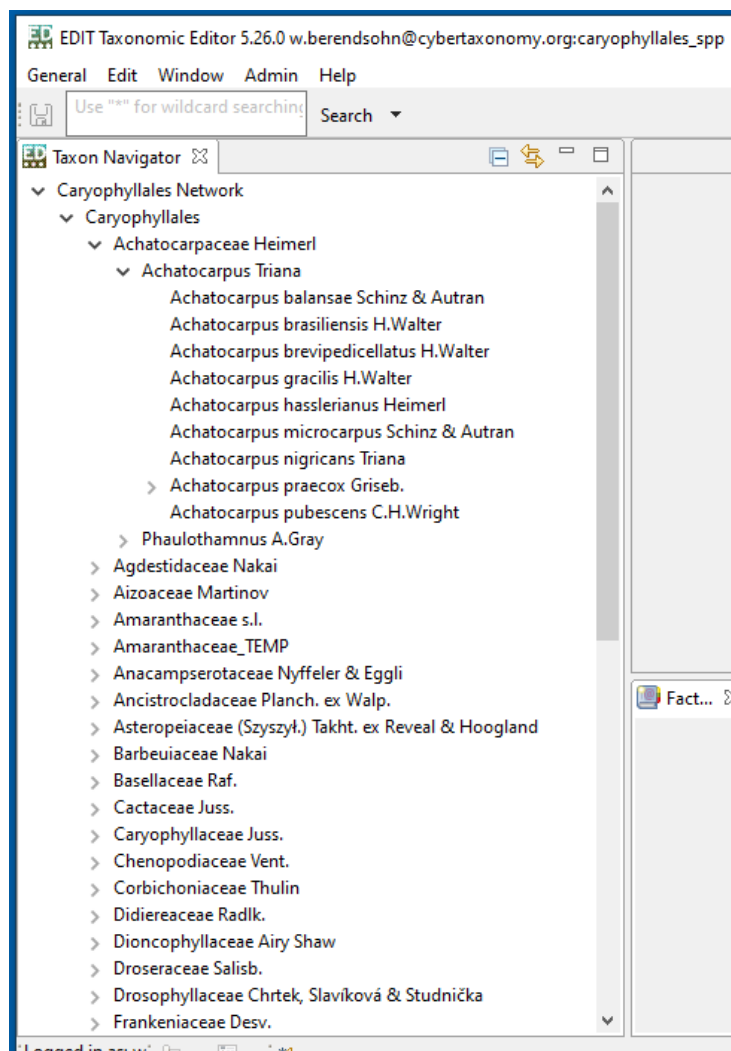 EDIT Taxonomic Editor 5.26.0 w.berendsohn@cybertaxonomy.org:caryophyllales_spp
General Edit Window Admin Help
Use "*" for wildcard searching Search
Taxon Navigator
Caryophyllales Network
Caryophyllales
Achatocarpaceae Heimerl
Achatocarpus Triana
Achatocarpus balansae Schinz & Autran
Achatocarpus brasiliensis H.Walter
Achatocarpus brevipedicellatus H.Walter
Achatocarpus gracilis H.Walter
Achatocarpus hasslerianus Heimerl
Achatocarpus microcarpus Schinz & Autran
Achatocarpus nigricans Triana
Achatocarpus praecox Griseb.
Achatocarpus pubescens C.H.Wright
Phaulothamnus A.Gray
Agdestidaceae Nakai
Aizoaceae Martinov
Amaranthaceae s.l.
Amaranthaceae_TEMP
Anacampserotaceae Nyffeler & Eggli
Ancistrocladaceae Planch. ex Walp.
Asteropeiaceae (Szyszył.) Takht. ex Reveal & Hoogland
Barbeuiaceae Nakai
Basellaceae Raf.
Cactaceae Juss.
Caryophyllaceae Juss.
Chenopodiaceae Vent.
Corbichoniaceae Thulin
Didiereaceae Radlk.
Dioncophyllaceae Airy Shaw
Droseraceae Salisb.
Drosophyllaceae Chrtek, Slavíková & Studnička
Frankeniaceae Desv.
Fact...